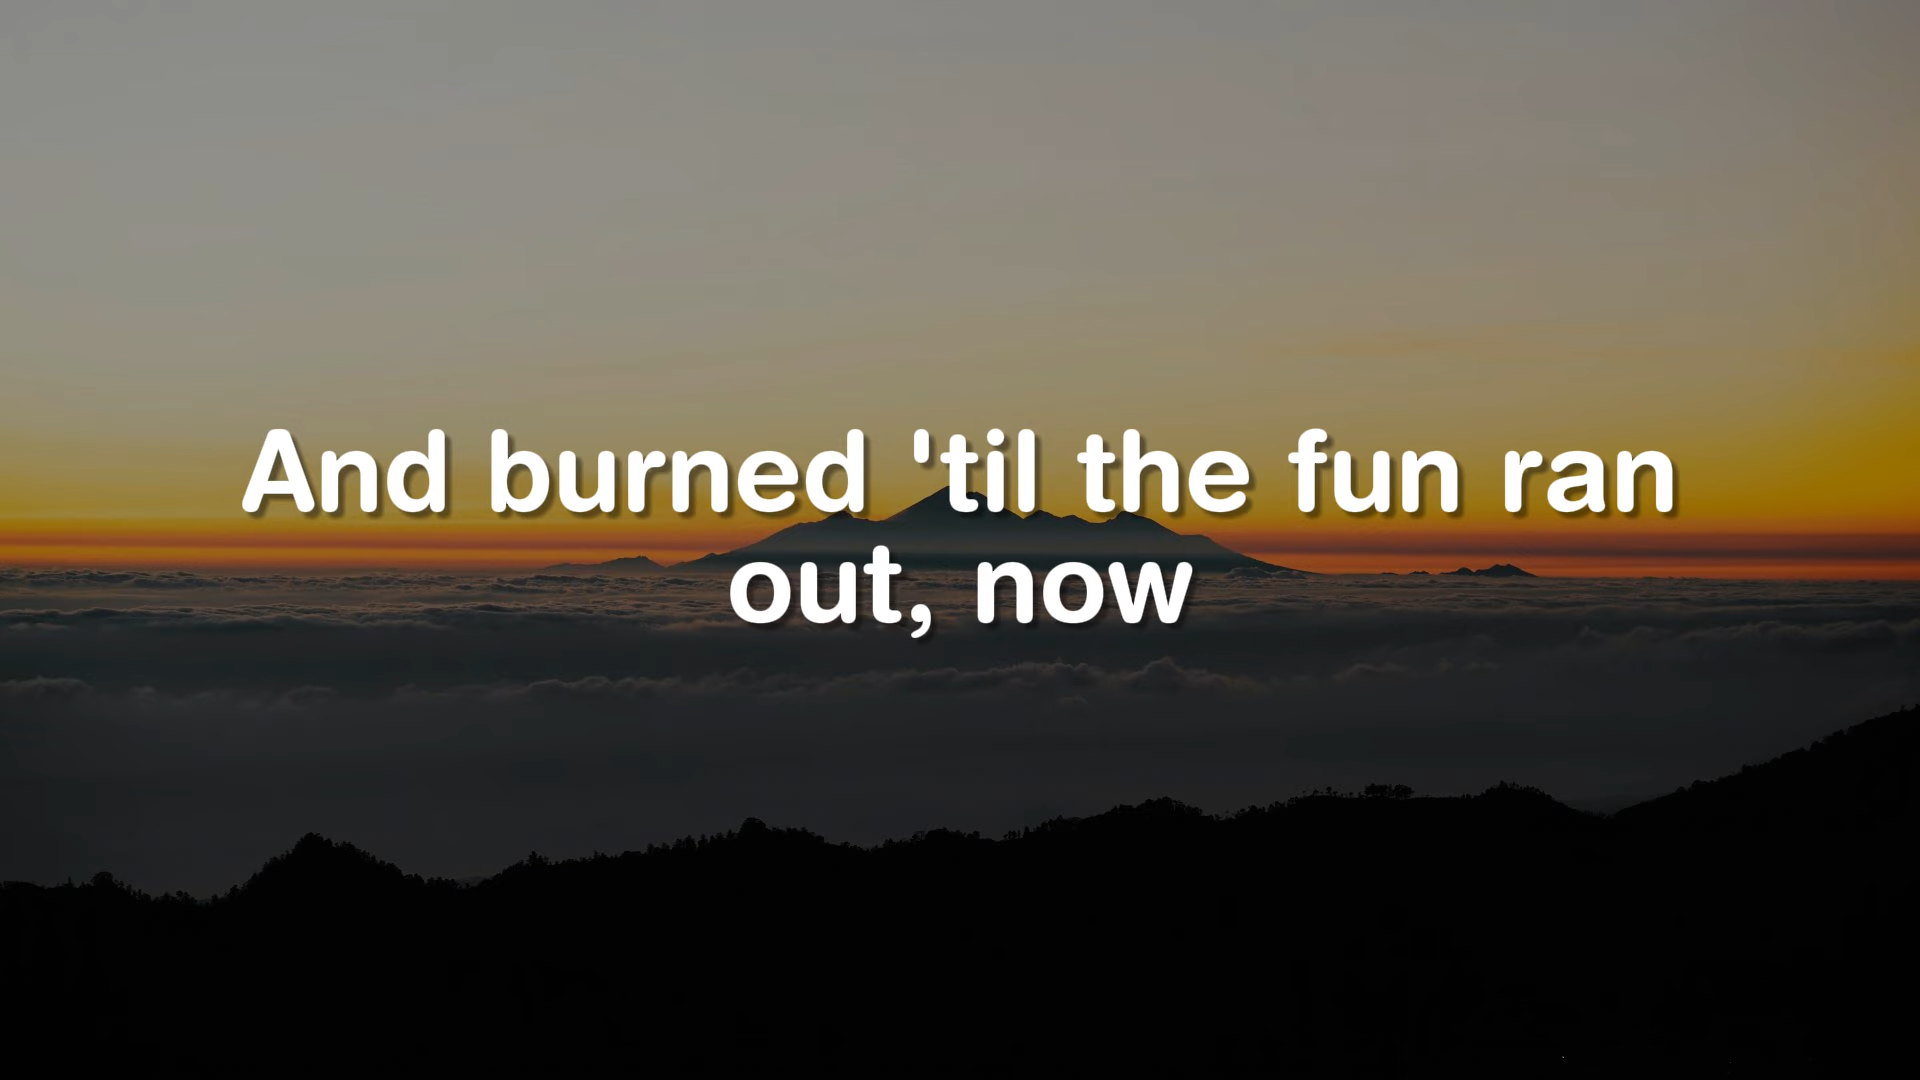 And burned 'til the fun ran
out, now